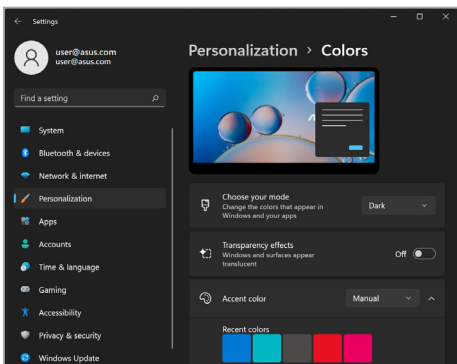 Settings
user@asus.com
user@asus.com
Find a setting
System
Bluetooth & devices
Network & internet
Personalization
Apps
Accounts
Time & language
Gaming
Accessibility
Privacy & security
Windows Update
Personalization > Colors
Choose your mode
Change the colors that appear in
Windows and your apps
Dark
Transparency effects
Windows and surfaces appear
translucent
Off
Accent color
Manual
Recent colors